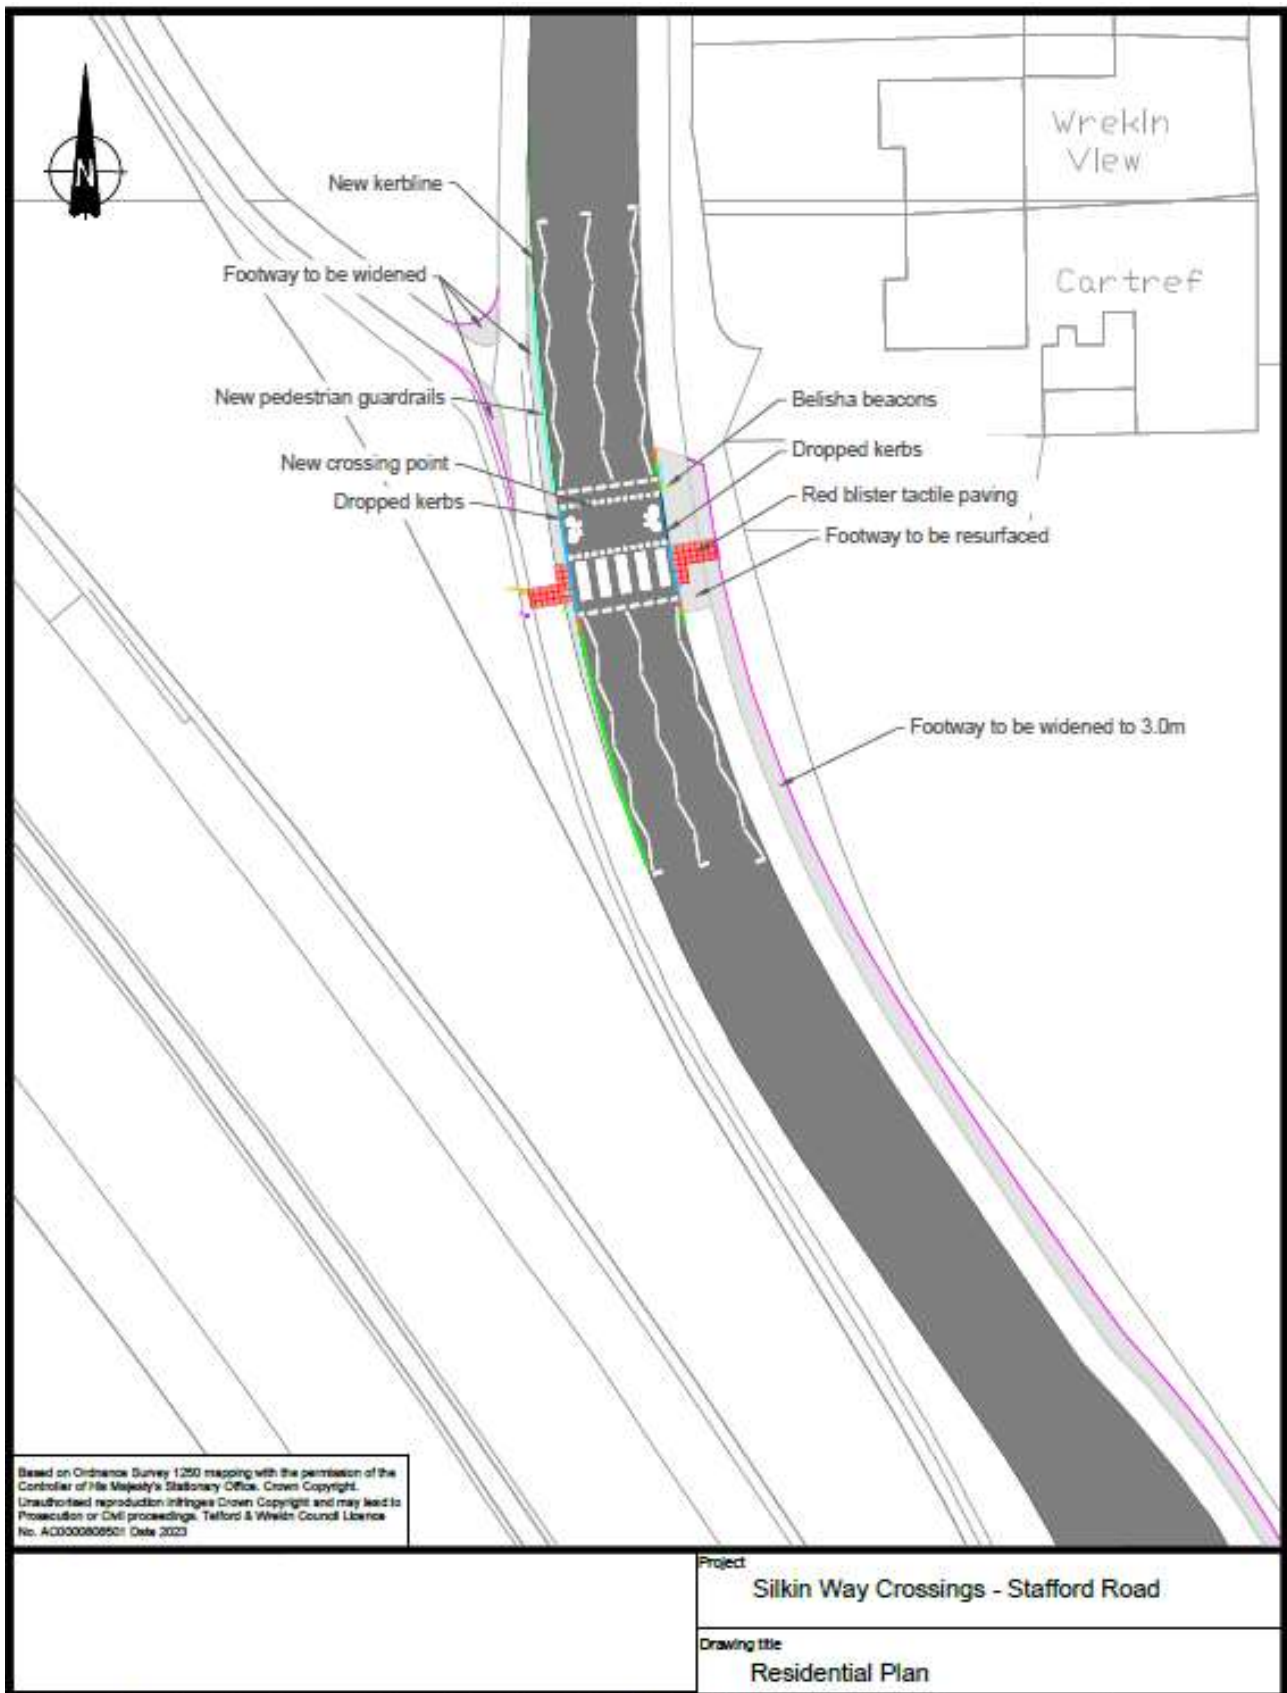 N
Wrekin
View
New kerbline
Footway to be widened
Cartref
New pedestrian guardrails
Belisha beacons
Dropped kerbs
New crossing point
Dropped kerbs
Red blister tactile paving
Footway to be resurfaced
Footway to be widened to 3.0m
Based on Ordnance Survey 1250 mapping with the permission of the
Controller of His Majesty's Stationary Office. Crown Copyright.
Unauthorised reproduction infringes Crown Copyright and may lead to
Prosecution or Civil proceedings. Telford & Wrekin Council Licence
No. Date 2023
Project
Silkin Way Crossings - Stafford Road
Drawing title
Residential Plan